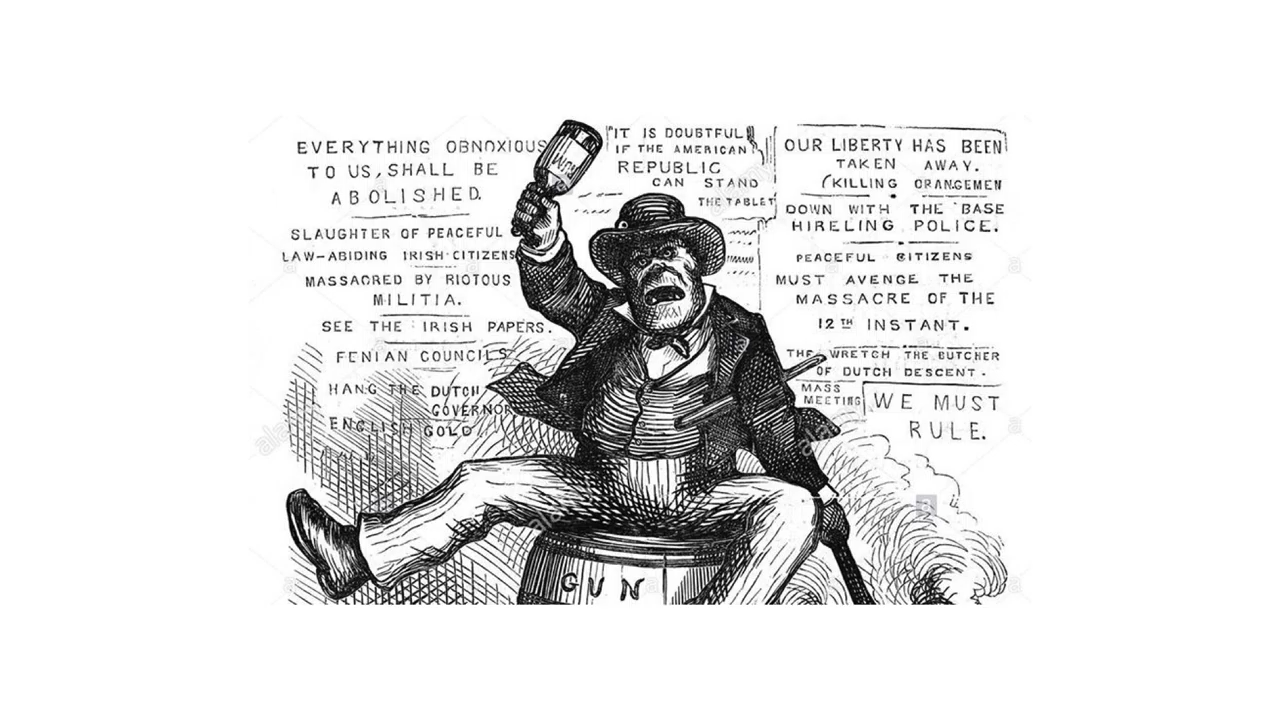 EVERYTHING OBNOXIOUS
TO US, SHALL BE
ABOLISHED.
SLAUGHTER OF PEACEFUL
LAW-ABIDING IRISH-CITIZENS
MASSACRED BY RIOTOUS
MILITIA.
SEE THE IRISH PAPERS.
FENIAN COUNCILS
HANG THE DUTCH
GOVERNOR
ENGLISH GOLD.
"IT IS DOUBTFUL
IF THE AMERICAN
REPUBLIC
CAN STAND
THE TABLET
OUR LIBERTY HAS BEEN
TAKEN AWAY.
(KILLING ORANGEMEN
DOWN WITH THE BASE
HIRELING POLICE.
PEACEFUL CITIZENS
MUST AVENGE THE
MASSACRE OF THE
12TH INSTANT.
THE WRETCH THE BUTCHER
OF DUTCH DESCENT.
MASS
MEETING
WE MUST
RULE.
GUN